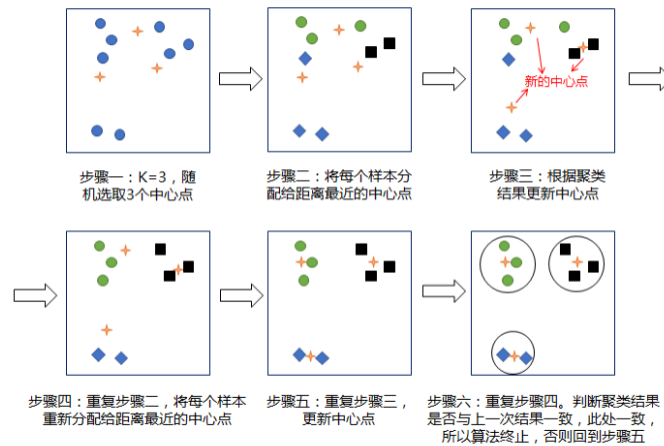 新的中心点
步骤一：K=3，随
机选取3个中心点
步骤二：将每个样本分
配给距离最近的中心点
步骤三：根据聚类
结果更新中心点
步骤四：重复步骤二，将每个样本
重新分配给距离最近的中心点
步骤五：重复步骤三，
更新中心点
步骤六：重复步骤四。判断聚类结果
是否与上一次结果一致，此处一致，
所以算法终止，否则回到步骤五